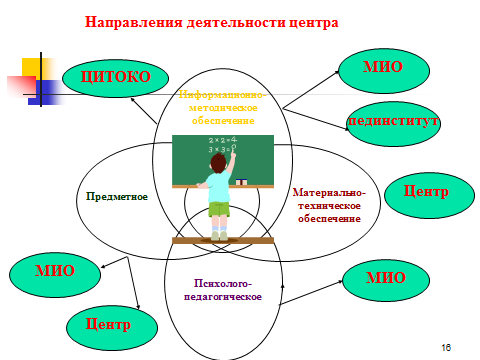 Направления деятельности центра
МИО
ЦИТОКО
Информационно-
методическое
обеспечение
пединститут
2 × 2 = 4
3 × 3 = 9
Предметное
Материально-
техническое
обеспечение
Центр
МИО
Психолого-
педагогическое
МИО
Центр
16